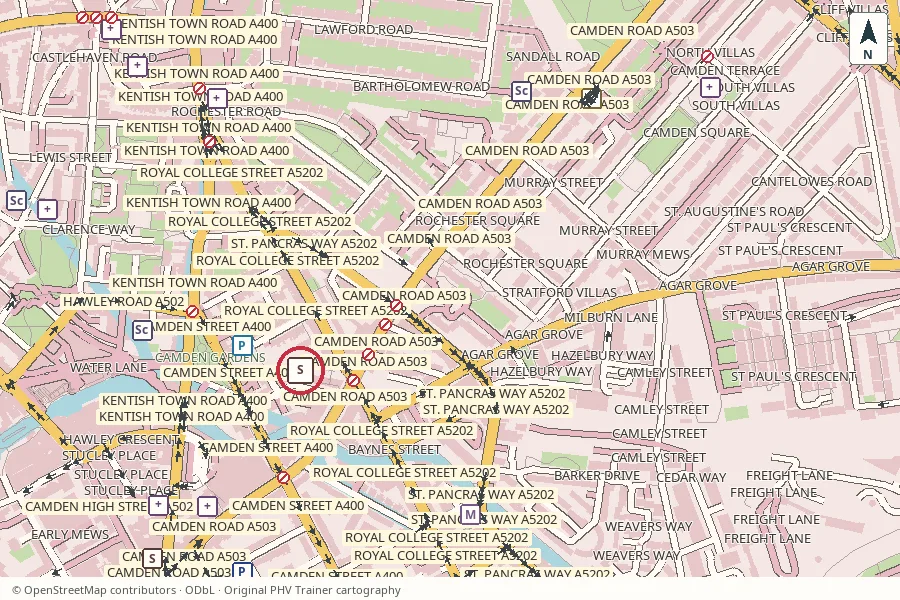 CLIFF VILLAS
KENTISH TOWN ROAD A400
LAWFORD ROAD
CAMDEN ROAD A503
KENTISH TOWN ROAD A400
CASTLEHAVEN ROAD
SANDALL ROAD
NORTH VILLAS
N
KENTISH TOWN ROAD A400
CAMDEN ROAD A503
CAMDEN TERRACE
BARTHOLOMEW ROAD
Sc
SOUTH VILLAS
KENTISH TOWN ROAD A400
CAMDEN ROAD A503
SOUTH VILLAS
ROCHESTER ROAD
KENTISH TOWN ROAD A400
CAMDEN SQUARE
KENTISH TOWN ROAD A400
CAMDEN ROAD A503
LEWIS STREET
ROYAL COLLEGE STREET A5202
MURRAY STREET
CANTELOWES ROAD
Sc
KENTISH TOWN ROAD A400
CAMDEN ROAD A503
ST. AUGUSTINE'S ROAD
ROYAL COLLEGE STREET A5202
ROCHESTER SQUARE
CLARENCE WAY
MURRAY STREET
ST PAUL'S CRESCENT
ST. PANCRAS WAY A5202
CAMDEN ROAD A503
ROYAL COLLEGE STREET A5202
ROCHESTER SQUARE
MURRAY MEWS
ST PAUL'S CRESCENT
AGAR GROVE
KENTISH TOWN ROAD A400
STRATFORD VILLAS
AGAR GROVE
HAWLEY ROAD A502
CAMDEN ROAD A503
ROYAL COLLEGE STREET A5202
MILBURN LANE
ST PAUL'S CRESCENT
Sc
CAMDEN STREET A400
AGAR GROVE
P
CAMDEN ROAD A503
CAMDEN GARDENS
AGAR GROVE
HAZELBURY WAY
WATER LANE
CAMDEN STREET A400
S
CAMDEN ROAD A503
HAZELBURY WAY
CAMLEY STREET
ST PAUL'S CRESCENT
KENTISH TOWN ROAD A400
CAMDEN ROAD A503
ST. PANCRAS WAY A5202
KENTISH TOWN ROAD A400
ST. PANCRAS WAY A5202
CAMLEY STREET
ROYAL COLLEGE STREET A5202
CAMLEY STREET
HAWLEY CRESCENT
CAMDEN STREET A400
BAYNES STREET
STUCLEY PLACE
CAMLEY STREET
STUCLEY PLACE
ROYAL COLLEGE STREET A5202
BARKER DRIVE
CEDAR WAY
FREIGHT LANE
STUCLEY PLACE
ST. PANCRAS WAY A5202
FREIGHT LANE
CAMDEN HIGH STREET A502
CAMDEN STREET A400
M
ST. PANCRAS WAY A5202
FREIGHT LANE
CAMDEN ROAD A503
WEAVERS WAY
EARLY MEWS
ROYAL COLLEGE STREET A5202
FREIGHT LANE
S
CAMDEN ROAD A503
ROYAL COLLEGE STREET A5202
WEAVERS WAY
CAMDEN ROAD A503
P
CAMDEN STREET A400
ST. PANCRAS WAY A5202
© OpenStreetMap contributors · ODbL · Original PHV Trainer cartography